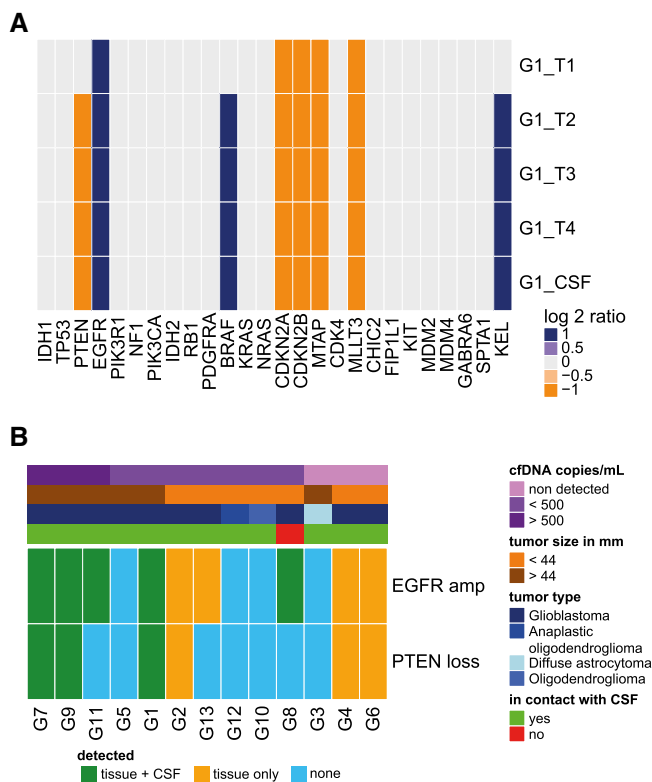 A
G1_T1
G1_T2
G1_T3
G1_T4
G1_CSF
IDH1
TP53
PTEN
EGFR
PIK3R1
NF1
PIK3CA
IDH2
RB1
PDGFRA
BRAF
KRAS
NRAS
CDKN2A
CDKN2B
MTAP
CDK4
MLLT3
CHIC2
FIP1L1
KIT
MDM2
MDM4
GABRA6
SPTA1
KEL
log 2 ratio
1
0.5
0
−0.5
−1
B
EGFR amp
PTEN loss
G7
G9
G11
G5
G1
G2
G13
G12
G10
G8
G3
G4
G6
detected
tissue + CSF
tissue only
none
cfDNA copies/mL
non detected
< 500
> 500
tumor size in mm
< 44
> 44
tumor type
Glioblastoma
Anaplastic
oligodendroglioma
Diffuse astrocytoma
Oligodendroglioma
in contact with CSF
yes
no